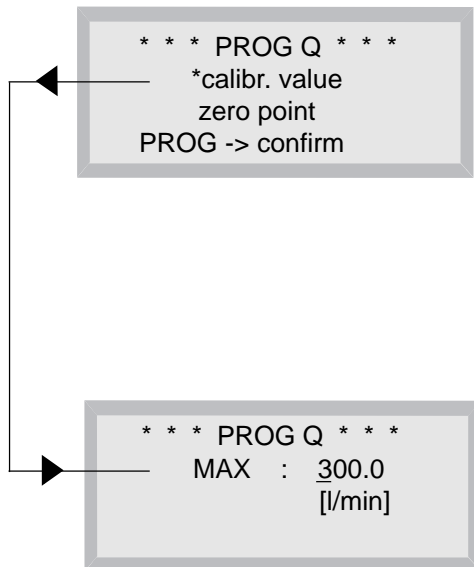 * * * PROG Q * * *
*calibr. value
zero point
PROG -> confirm
* * * PROG Q * * *
MAX : 300.0
[l/min]